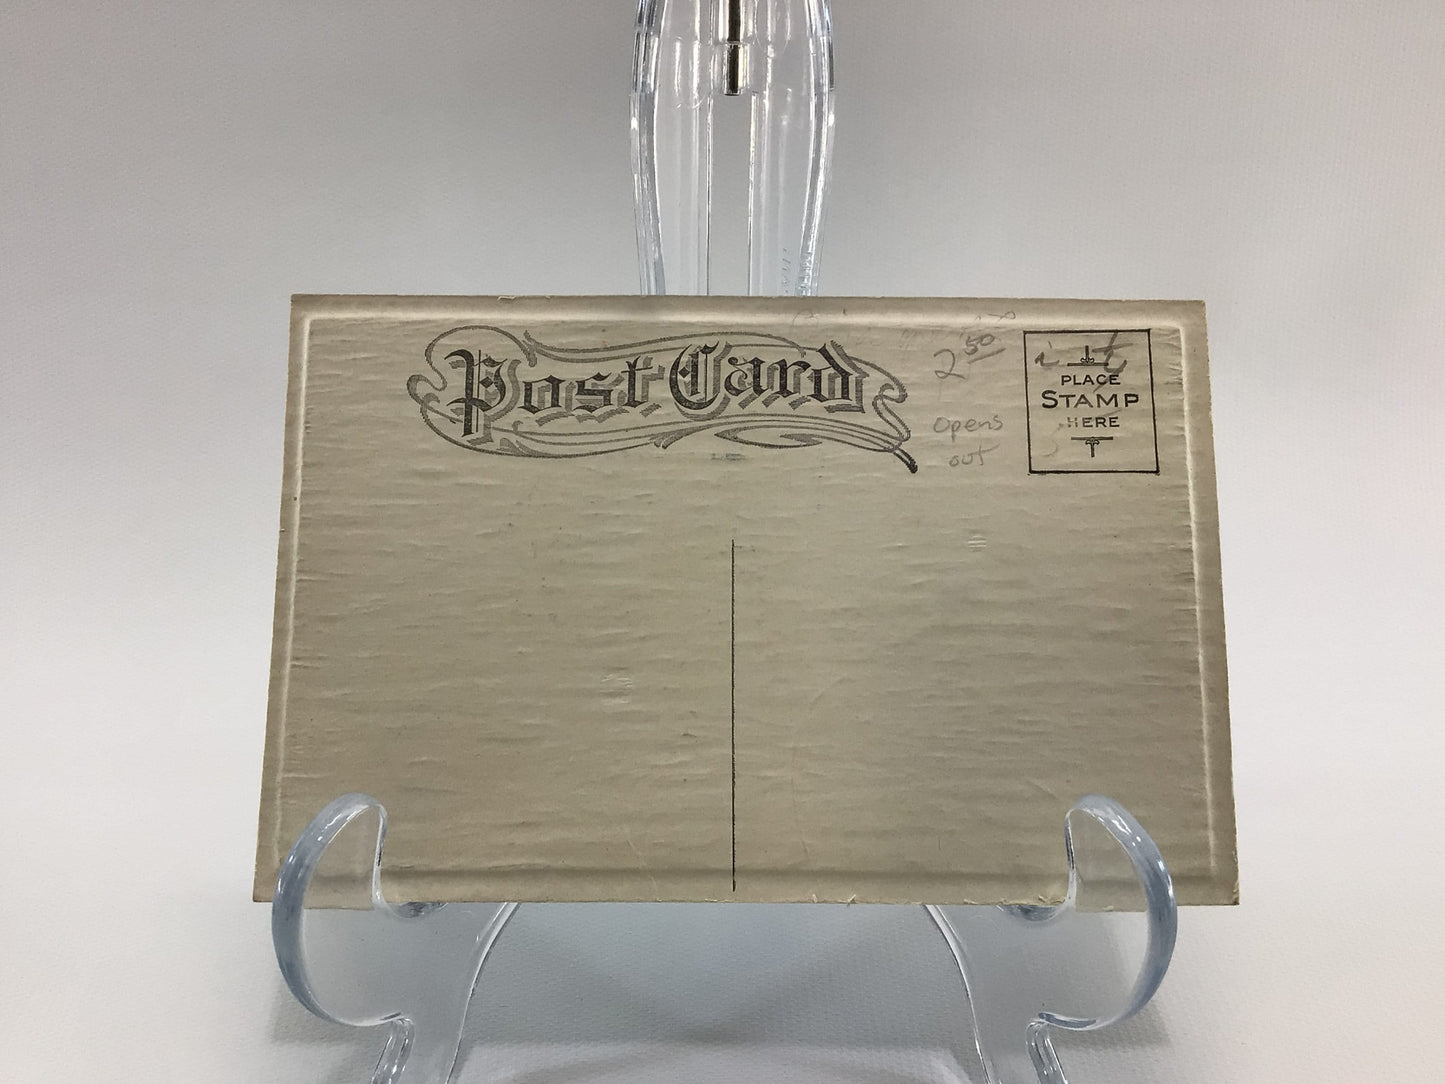 Post Card
2 50
opens
out
PLACE
STAMP
HERE